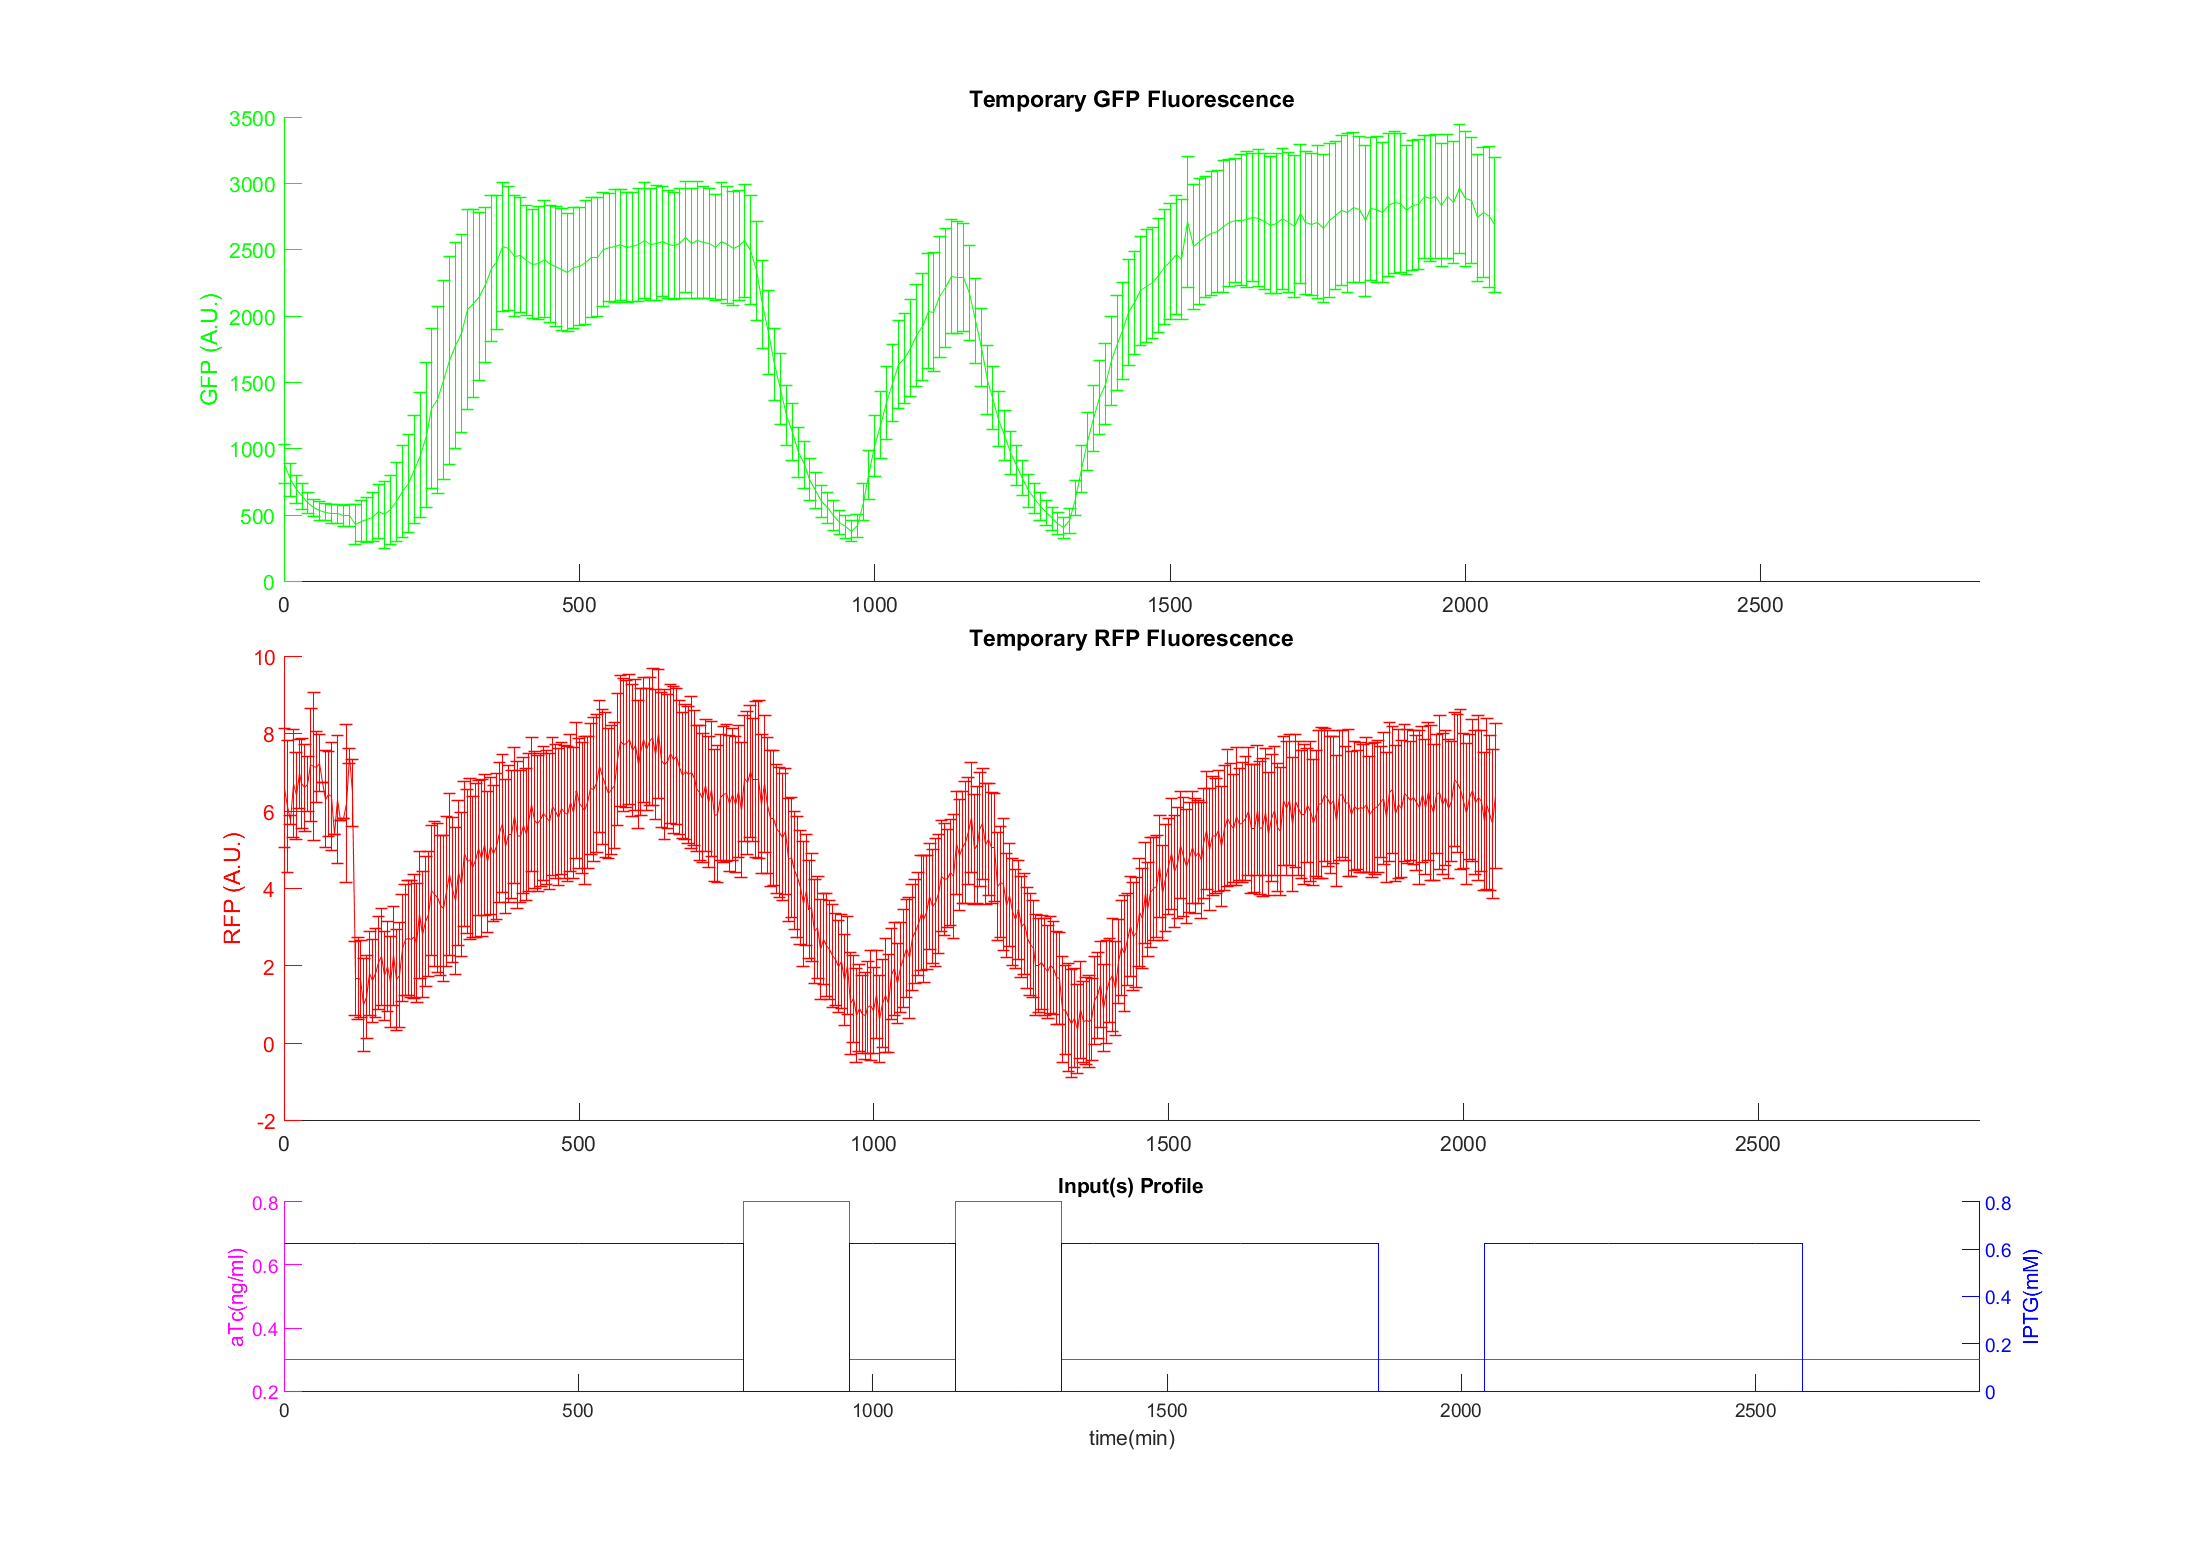 Temporary GFP Fluorescence
3500
3000
2500
2000
1500
1000
500
0
GFP (A.U.)
0 500 1000 1500 2000 2500
Temporary RFP Fluorescence
10
8
6
4
2
0
-2
RFP (A.U.)
0 500 1000 1500 2000 2500
Input(s) Profile
0.8
0.6
0.4
0.2
aTc(ng/ml)
0.8
0.6
0.4
0.2
0
IPTG(mM)
0 500 1000 1500 2000 2500
time(min)